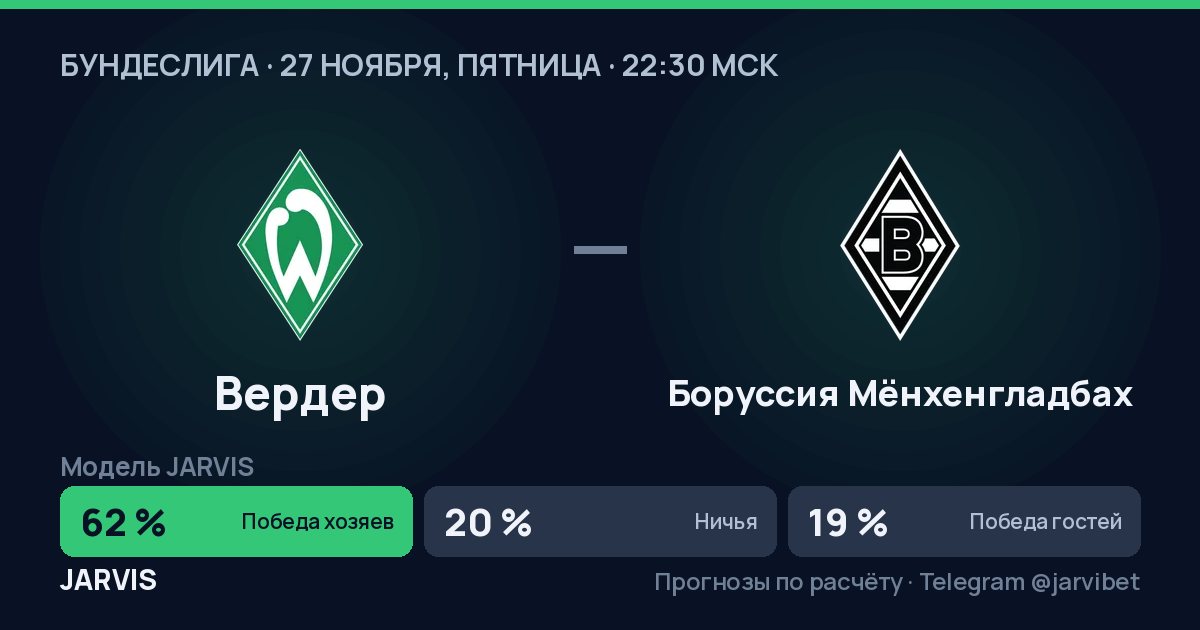 БУНДЕСЛИГА · 27 НОЯБРЯ, ПЯТНИЦА · 22:30 МСК
Вердер
Боруссия Мёнхенгладбах
Модель JARVIS
62 % Победа хозяев
20 % Ничья
19 % Победа гостей
JARVIS
Прогнозы по расчёту · Telegram @jarvibet